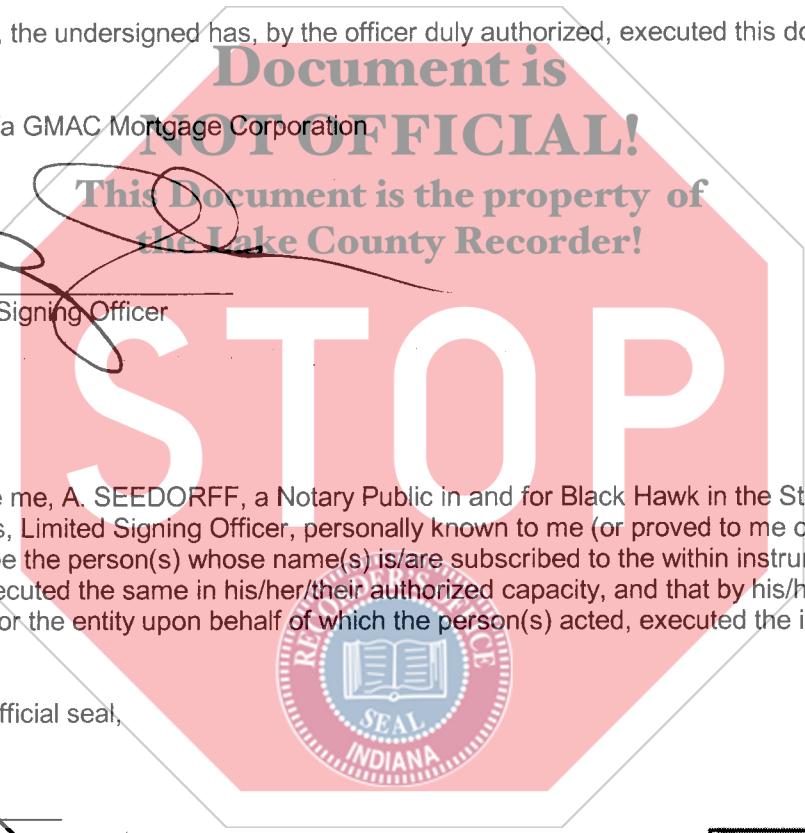 , the undersigned has, by the officer duly authorized, executed this do
Document is
a GMAC Mortgage Corporation
NOT OFFICIAL!
This Document is the property of
the Lake County Recorder!
Signing Officer
STOP
e me, A. SEEDORFF, a Notary Public in and for Black Hawk in the St
s, Limited Signing Officer, personally known to me (or proved to me o
e the person(s) whose name(s) is/are subscribed to the within instru
ecuted the same in his/her/their authorized capacity, and that by his/h
or the entity upon behalf of which the person(s) acted, executed the i
RECORDER'S OFFICE
SEAL
INDIANA
fficial seal,